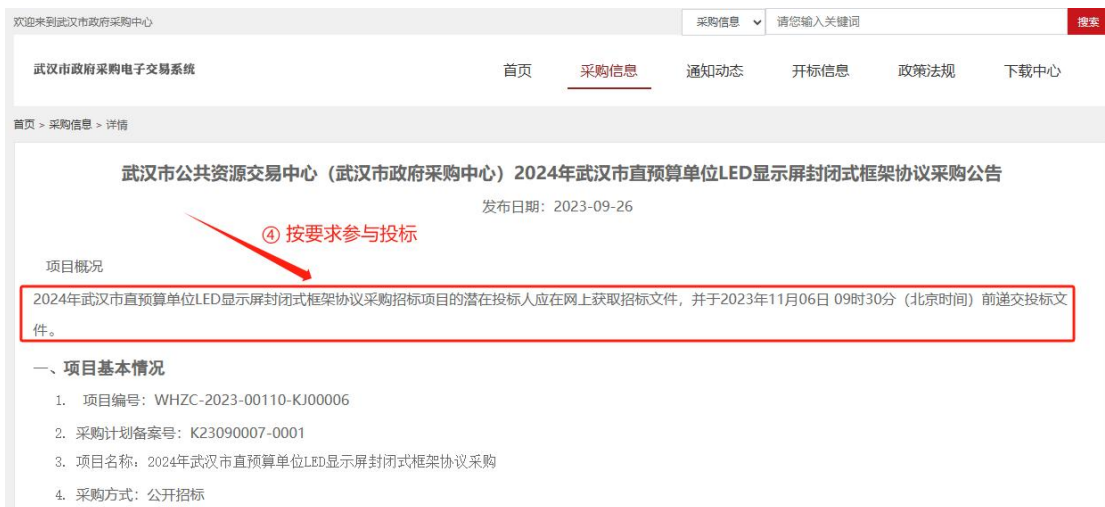 欢迎来到武汉市政府采购中心
采购信息 请您输入关键词 搜索
武汉市政府采购电子交易系统 首页 采购信息 通知动态 开标信息 政策法规 下载中心
首页 > 采购信息 > 详情
武汉市公共资源交易中心（武汉市政府采购中心）2024年武汉市直预算单位LED显示屏封闭式框架协议采购公告
发布日期：2023-09-26
④ 按要求参与投标
项目概况
2024年武汉市直预算单位LED显示屏封闭式框架协议采购招标项目的潜在投标人应在网上获取招标文件，并于2023年11月06日 09时30分（北京时间）前递交投标文
件。
一、项目基本情况
1. 项目编号：WHZC-2023-00110-KJ00006
2. 采购计划备案号：K23090007-0001
3. 项目名称：2024年武汉市直预算单位LED显示屏封闭式框架协议采购
4. 采购方式：公开招标